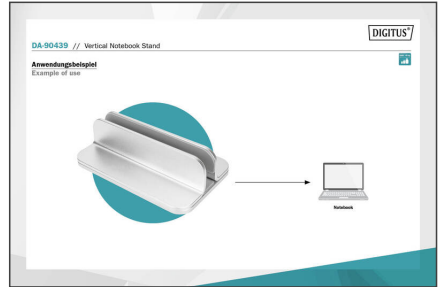 DIGITUS®
DA-90439 // Vertical Notebook Stand
Anwendungsbeispiel
Example of use
Notebook